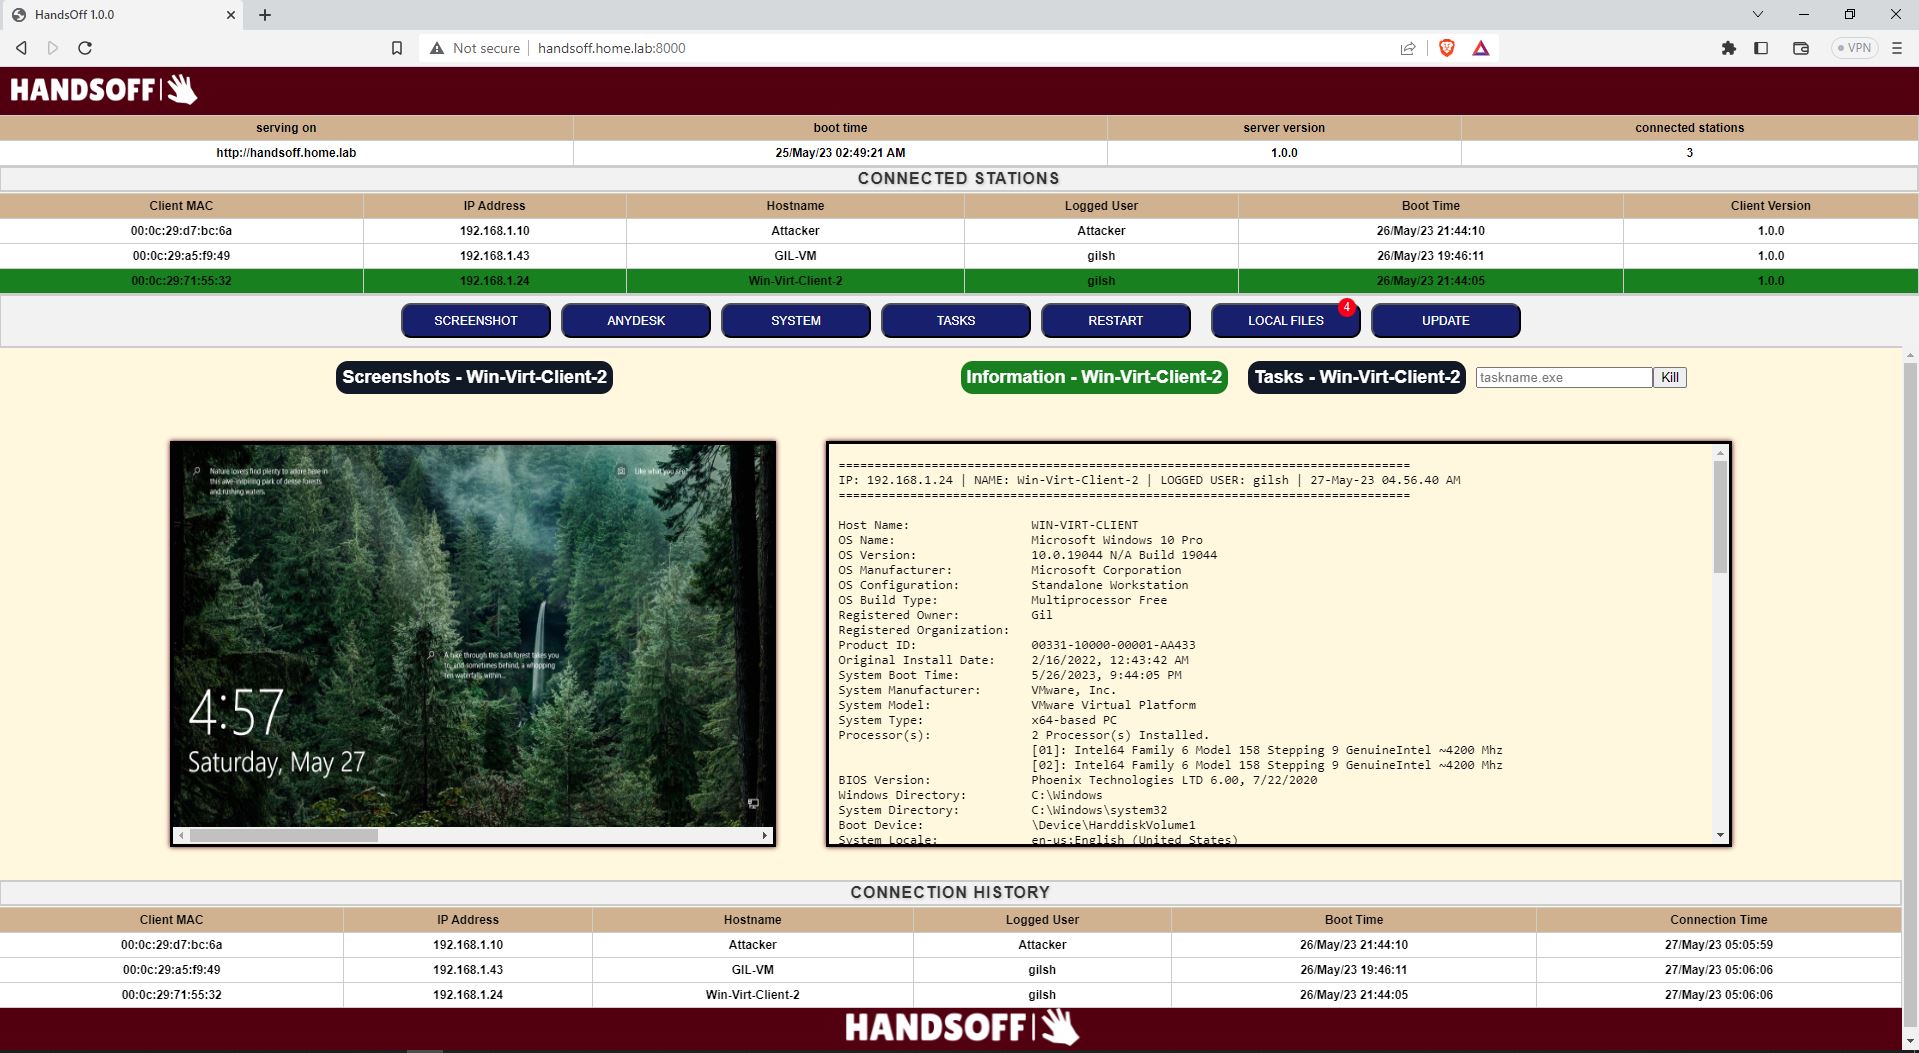 HandsOff 1.0.0
Not secure handsoff.home.lab:8000 VPN
HANDSOFF
serving on boot time server version connected stations
http://handsoff.home.lab 25/May/23 02:49:21 AM 1.0.0 3
CONNECTED STATIONS
Client MAC IP Address Hostname Logged User Boot Time Client Version
00:0c:29:d7:bc:6a 192.168.1.10 Attacker Attacker 26/May/23 21:44:10 1.0.0
00:0c:29:a5:f9:49 192.168.1.43 GIL-VM gilsh 26/May/23 19:46:11 1.0.0
00:0c:29:71:55:32 192.168.1.24 Win-Virt-Client-2 gilsh 26/May/23 21:44:05 1.0.0
SCREENSHOT ANYDESK SYSTEM TASKS RESTART LOCAL FILES 4 UPDATE
Screenshots - Win-Virt-Client-2 Information - Win-Virt-Client-2 Tasks - Win-Virt-Client-2 taskname.exe Kill
Nature lovers find plenty to adore here in
this awe-inspiring park of dense forests
and rushing waters.
Like what you see?
A hike through this lush forest takes you
to, and sometimes behind, a whopping
ten waterfalls within...
4:57
Saturday, May 27
================================================================================
IP: 192.168.1.24 | NAME: Win-Virt-Client-2 | LOGGED USER: gilsh | 27-May-23 04.56.40 AM
================================================================================
Host Name: WIN-VIRT-CLIENT
OS Name: Microsoft Windows 10 Pro
OS Version: 10.0.19044 N/A Build 19044
OS Manufacturer: Microsoft Corporation
OS Configuration: Standalone Workstation
OS Build Type: Multiprocessor Free
Registered Owner: Gil
Registered Organization:
Product ID: 00331-10000-00001-AA433
Original Install Date: 2/16/2022, 12:43:42 AM
System Boot Time: 5/26/2023, 9:44:05 PM
System Manufacturer: VMware, Inc.
System Model: VMware Virtual Platform
System Type: x64-based PC
Processor(s): 2 Processor(s) Installed.
[01]: Intel64 Family 6 Model 158 Stepping 9 GenuineIntel ~4200 Mhz
[02]: Intel64 Family 6 Model 158 Stepping 9 GenuineIntel ~4200 Mhz
BIOS Version: Phoenix Technologies LTD 6.00, 7/22/2020
Windows Directory: C:\Windows
System Directory: C:\Windows\system32
Boot Device: \Device\HarddiskVolume1
System Locale: en-us;English (United States)
CONNECTION HISTORY
Client MAC IP Address Hostname Logged User Boot Time Connection Time
00:0c:29:d7:bc:6a 192.168.1.10 Attacker Attacker 26/May/23 21:44:10 27/May/23 05:05:59
00:0c:29:a5:f9:49 192.168.1.43 GIL-VM gilsh 26/May/23 19:46:11 27/May/23 05:06:06
00:0c:29:71:55:32 192.168.1.24 Win-Virt-Client-2 gilsh 26/May/23 21:44:05 27/May/23 05:06:06
HANDSOFF